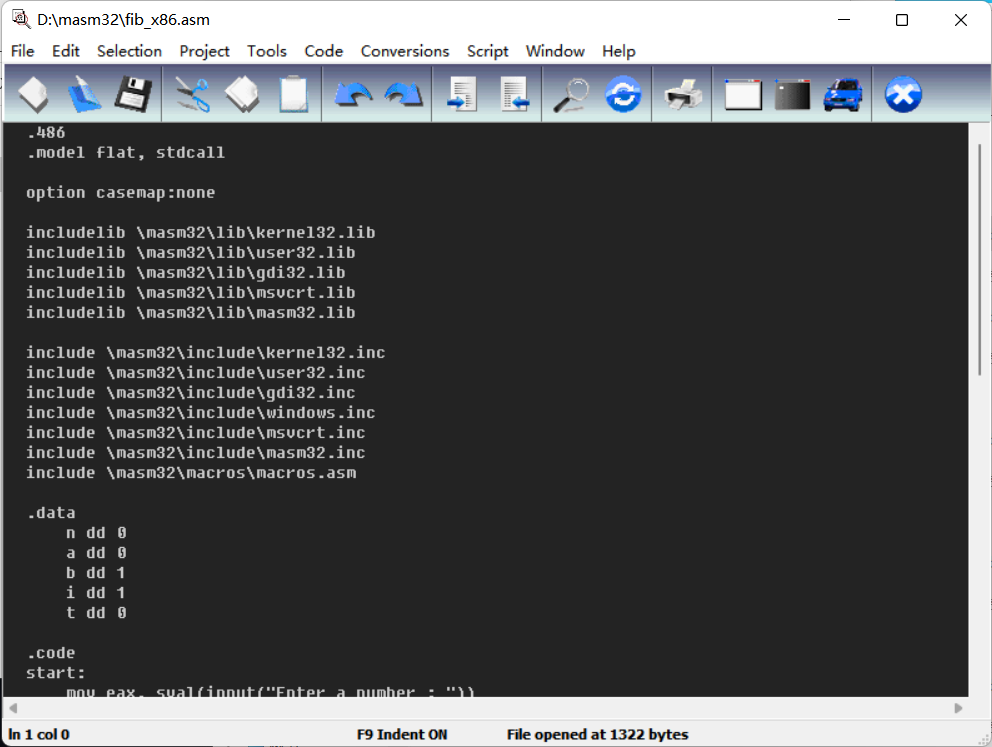 D:\masm32\fib_x86.asm
File Edit Selection Project Tools Code Conversions Script Window Help
.486
.model flat, stdcall
option casemap:none
includelib \masm32\lib\kernel32.lib
includelib \masm32\lib\user32.lib
includelib \masm32\lib\gdi32.lib
includelib \masm32\lib\msvcrt.lib
includelib \masm32\lib\masm32.lib
include \masm32\include\kernel32.inc
include \masm32\include\user32.inc
include \masm32\include\gdi32.inc
include \masm32\include\windows.inc
include \masm32\include\msvcrt.inc
include \masm32\include\masm32.inc
include \masm32\macros\macros.asm
.data
n dd 0
a dd 0
b dd 1
i dd 1
t dd 0
.code
start:
mov eax, sval(input("Enter a number : "))
ln 1 col 0 F9 Indent ON File opened at 1322 bytes